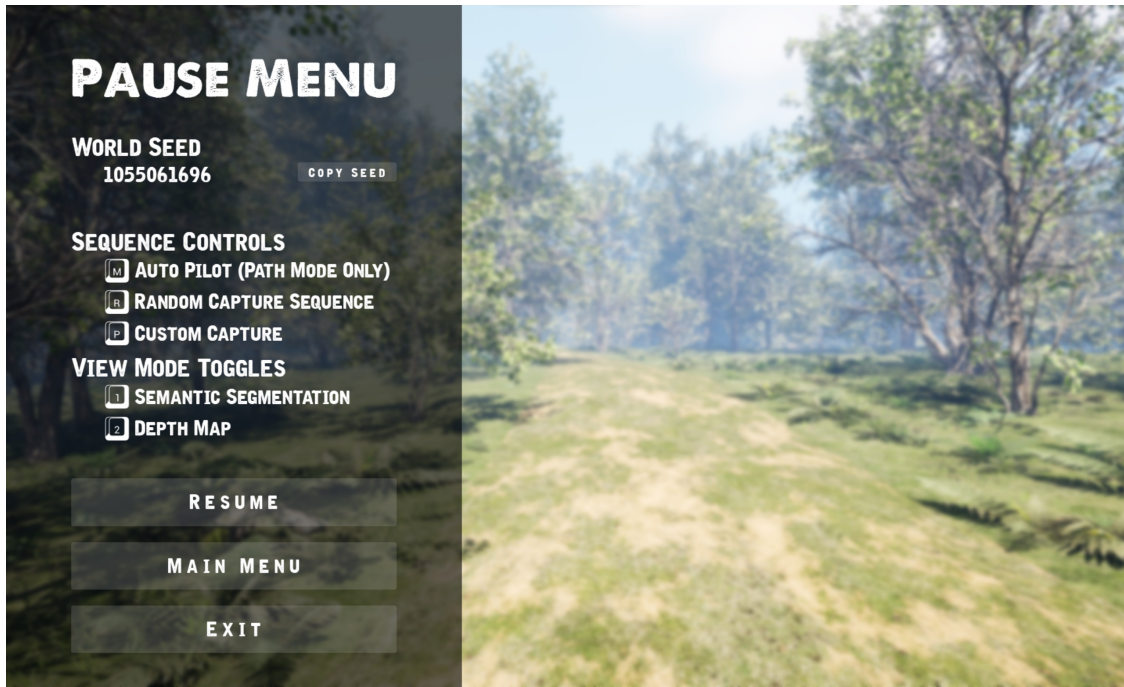 PAUSE MENU
WORLD SEED
1055061696
COPY SEED
SEQUENCE CONTROLS
M AUTO PILOT (PATH MODE ONLY)
R RANDOM CAPTURE SEQUENCE
P CUSTOM CAPTURE
VIEW MODE TOGGLES
1 SEMANTIC SEGMENTATION
2 DEPTH MAP
RESUME
MAIN MENU
EXIT